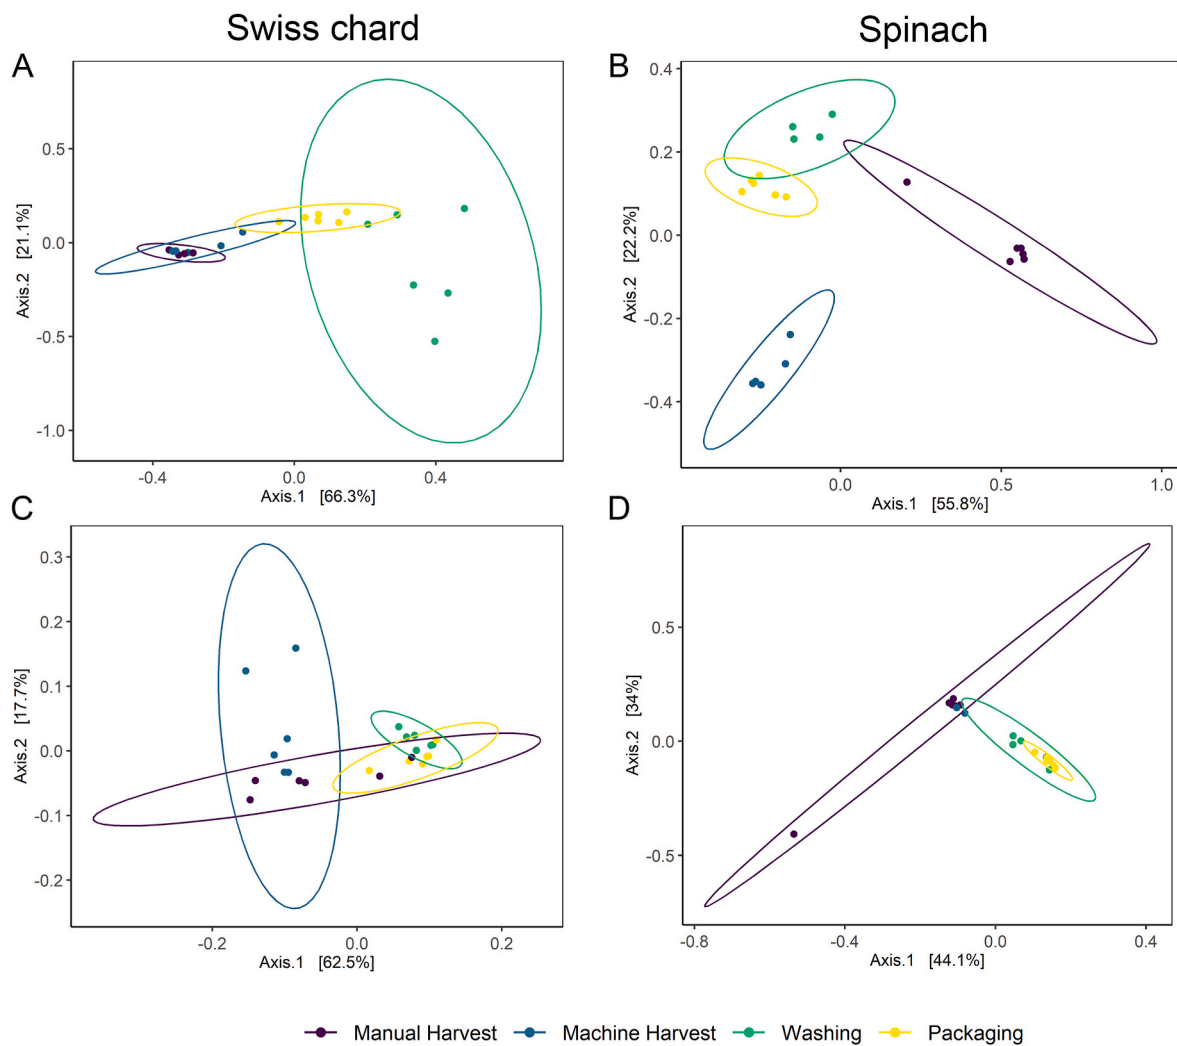 Swiss chard
Spinach
A
B
0.5
0.0
-0.5
-1.0
Axis.2 [21.1%]
-0.4
0.0
0.4
Axis.1 [66.3%]
0.4
0.2
0.0
-0.2
-0.4
Axis.2 [22.2%]
0.0
0.5
1.0
Axis.1 [55.8%]
C
D
0.3
0.2
0.1
0.0
-0.1
-0.2
Axis.2 [17.7%]
-0.2
0.0
0.2
Axis.1 [62.5%]
0.5
0.0
-0.5
Axis.2 [34%]
-0.8
-0.4
0.0
0.4
Axis.1 [44.1%]
Manual Harvest Machine Harvest Washing Packaging